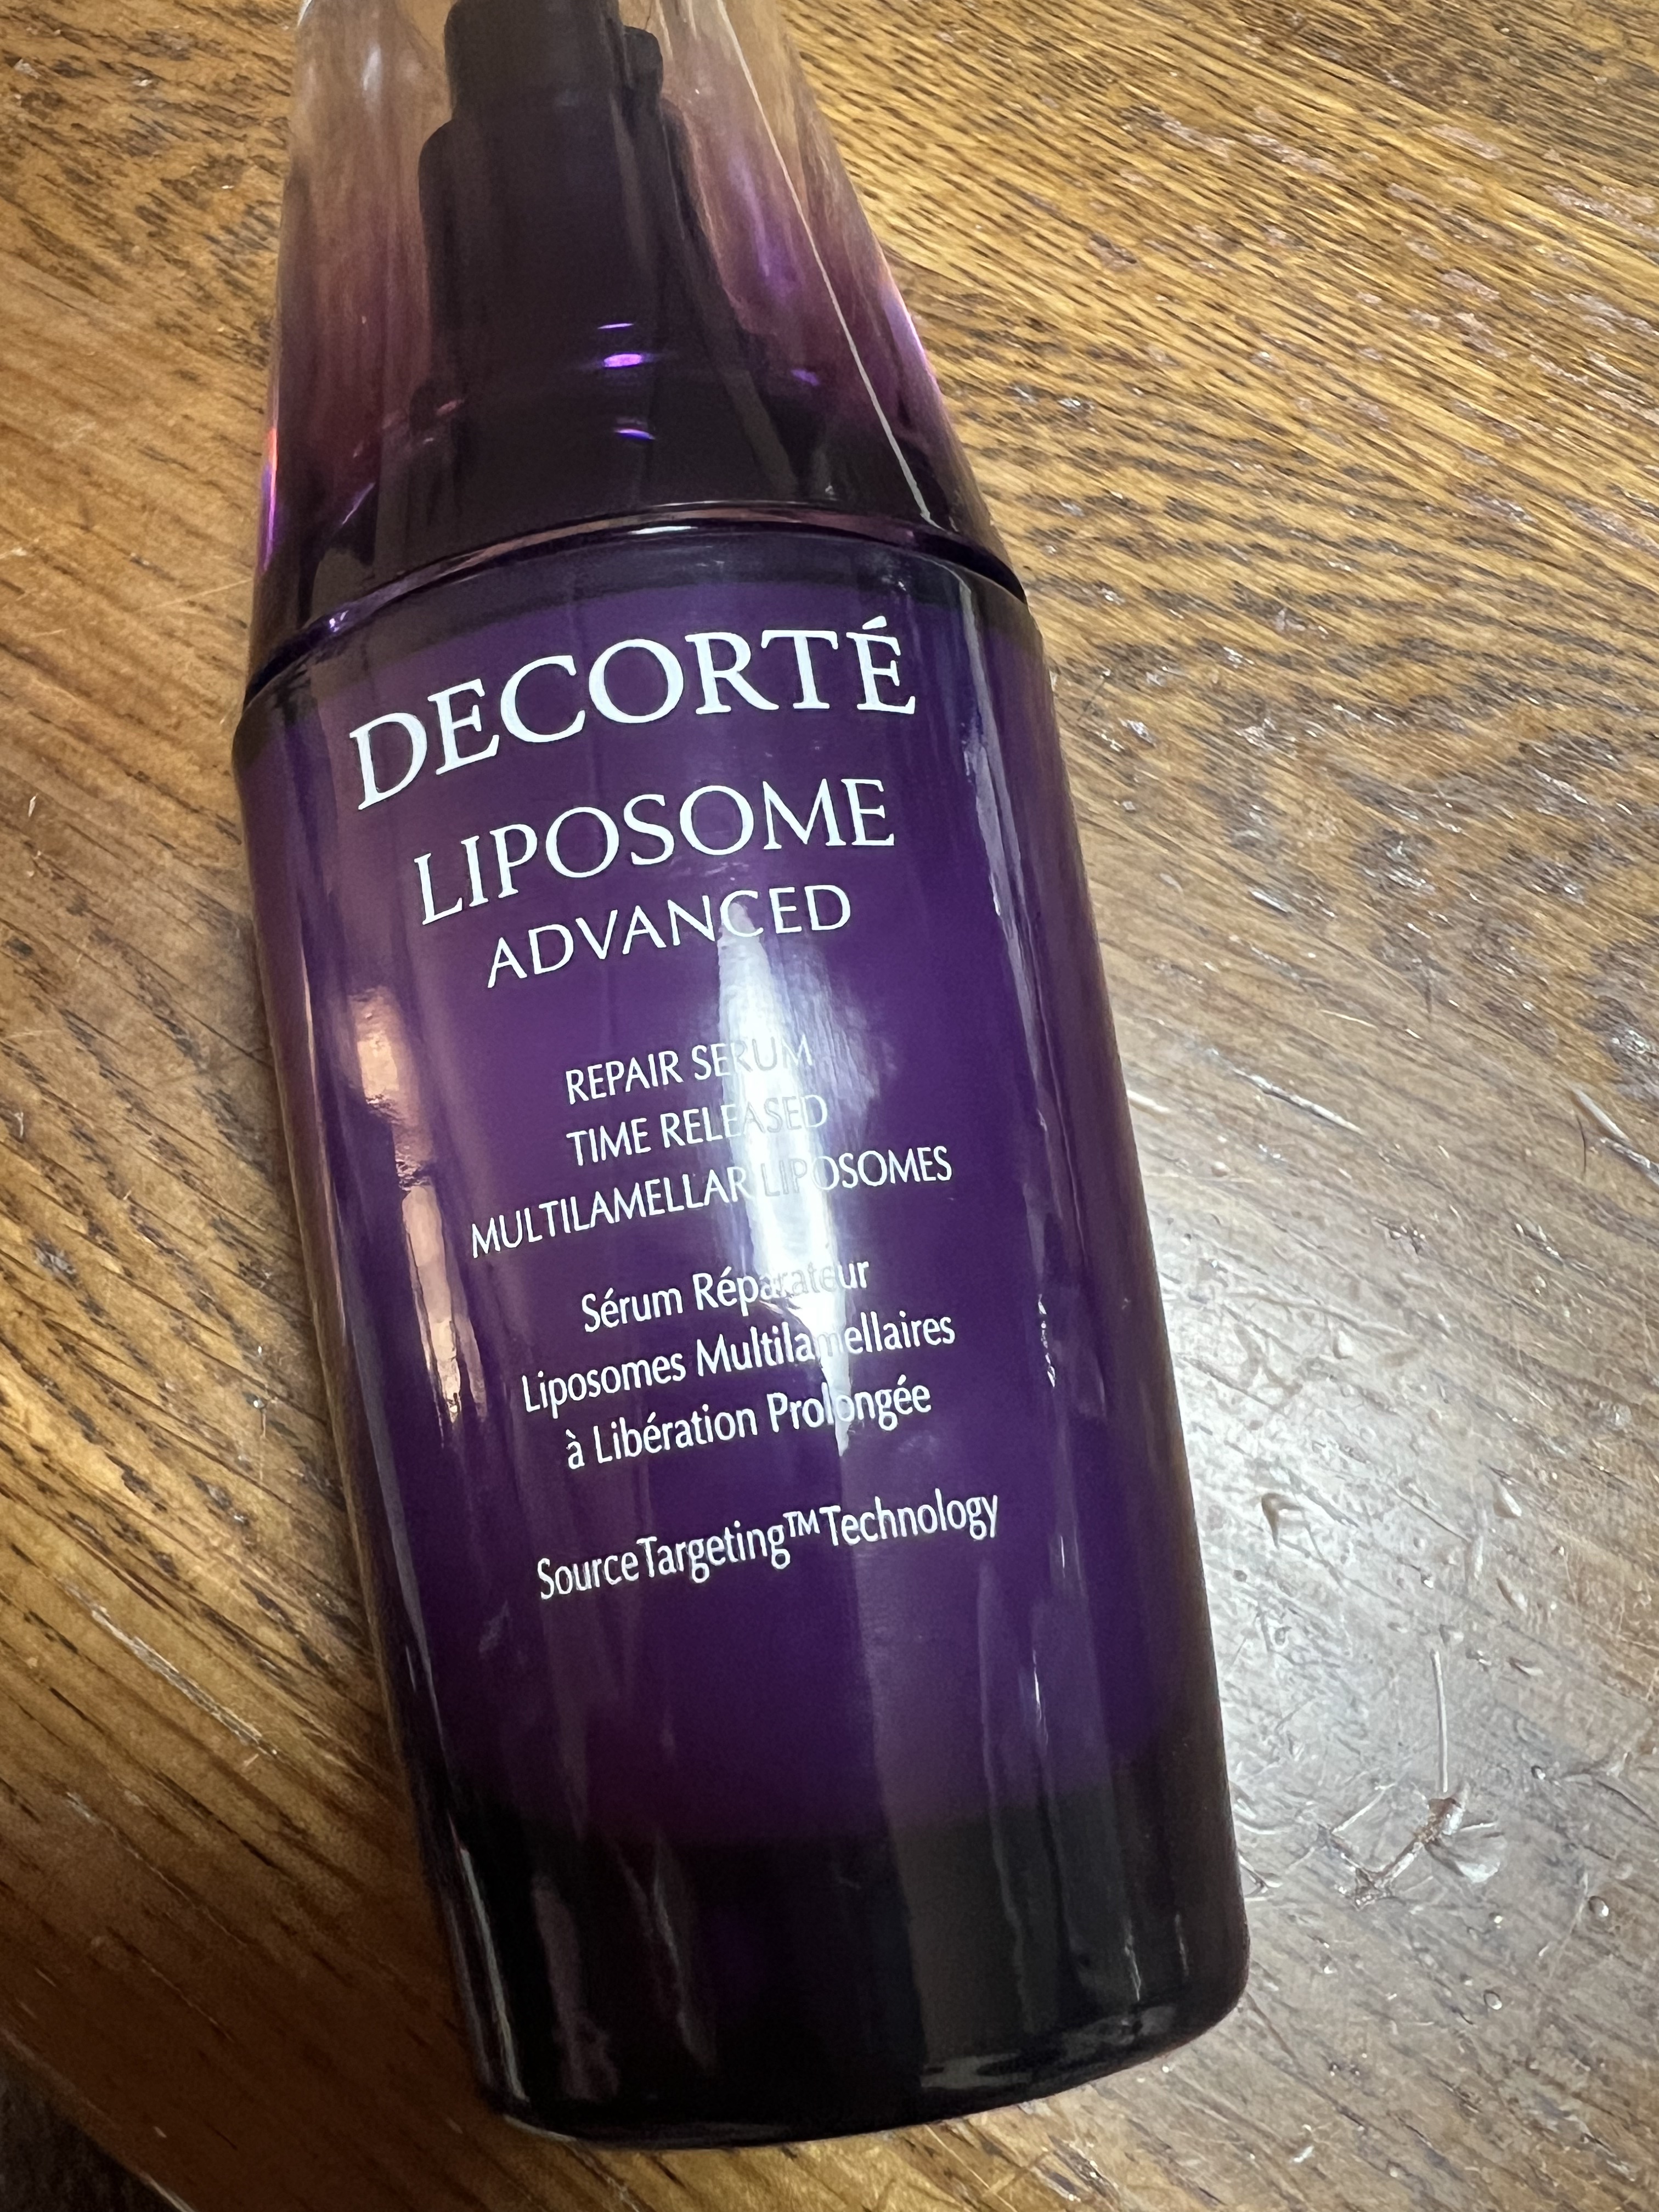 DECORTÉ
LIPOSOME
ADVANCED
REPAIR SERUM
TIME RELEASED
MULTILAMELLAR LIPOSOMES
Sérum Réparateur
Liposomes Multilamellaires
à Libération Prolongée
SourceTargeting™Technology